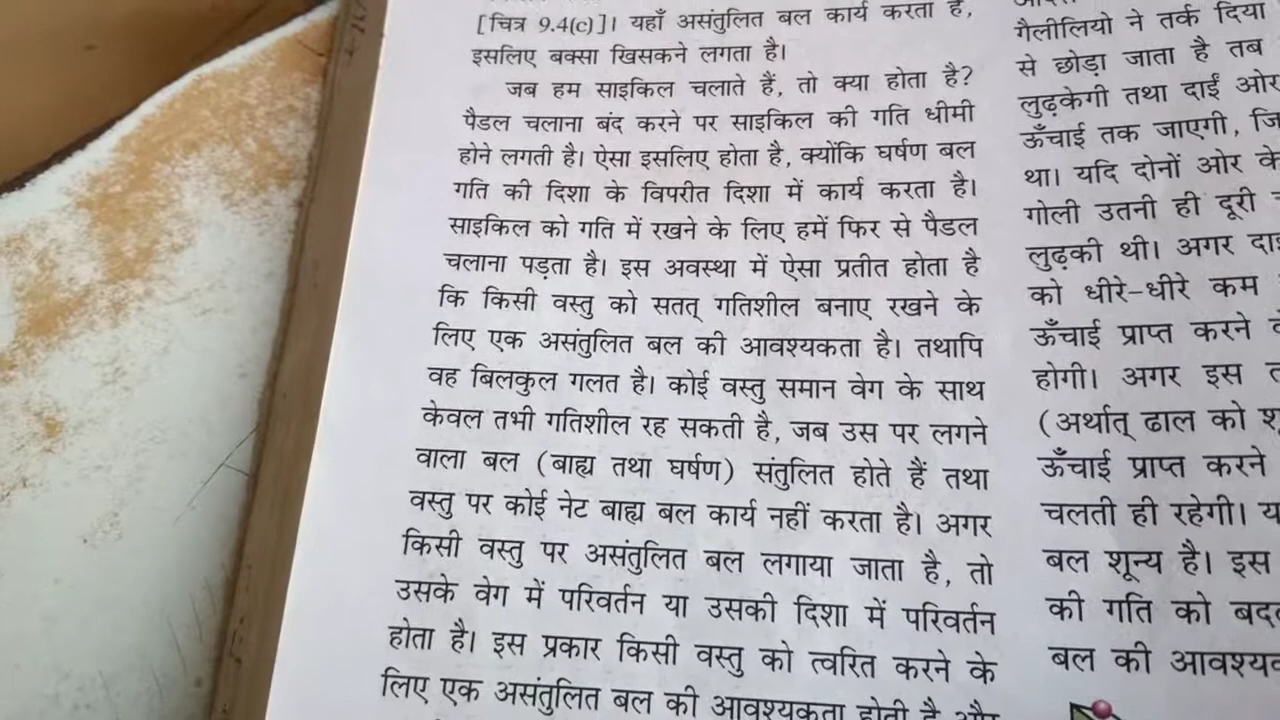 [चित्र 9.4(c)]। यहाँ असंतुलित बल कार्य करता है,
इसलिए बक्सा खिसकने लगता है।
जब हम साइकिल चलाते हैं, तो क्या होता है?
पैडल चलाना बंद करने पर साइकिल की गति धीमी
होने लगती है। ऐसा इसलिए होता है, क्योंकि घर्षण बल
गति की दिशा के विपरीत दिशा में कार्य करता है।
साइकिल को गति में रखने के लिए हमें फिर से पैडल
चलाना पड़ता है। इस अवस्था में ऐसा प्रतीत होता है
कि किसी वस्तु को सतत् गतिशील बनाए रखने के
लिए एक असंतुलित बल की आवश्यकता है। तथापि
वह बिलकुल गलत है। कोई वस्तु समान वेग के साथ
केवल तभी गतिशील रह सकती है, जब उस पर लगने
वाला बल (बाह्य तथा घर्षण) संतुलित होते हैं तथा
वस्तु पर कोई नेट बाह्य बल कार्य नहीं करता है। अगर
किसी वस्तु पर असंतुलित बल लगाया जाता है, तो
उसके वेग में परिवर्तन या उसकी दिशा में परिवर्तन
होता है। इस प्रकार किसी वस्तु को त्वरित करने के
लिए एक असंतुलित बल की आवश्यकता होती है और
गैलीलियो ने तर्क दिया
से छोड़ा जाता है तब
लुढ़केगी तथा दाईं ओर
ऊँचाई तक जाएगी,
था। यदि दोनों ओर के
गोली उतनी ही दूरी
लुढ़की थी। अगर
को धीरे-धीरे कम
ऊँचाई प्राप्त करने
होगी। अगर इस
(अर्थात् ढाल को
ऊँचाई प्राप्त करने
चलती ही रहेगी।
बल शून्य है। इस
की गति को
बल की